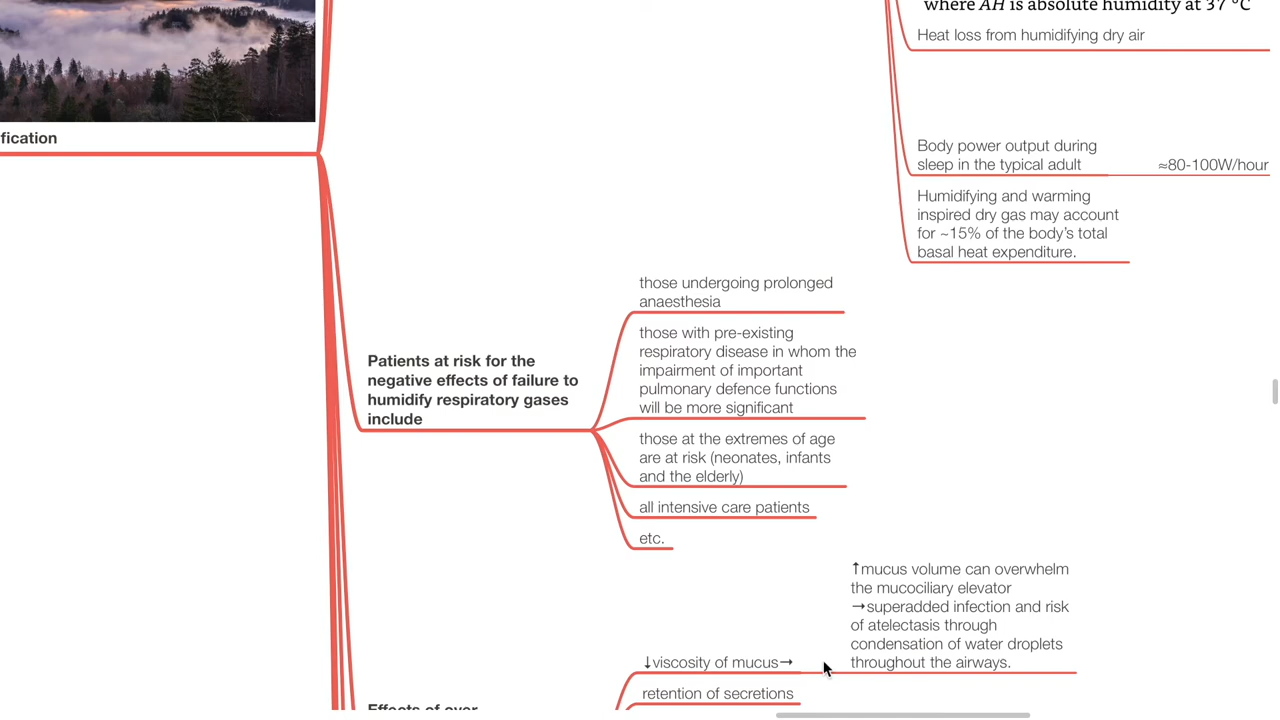 where AH is absolute humidity at 37 °C
Heat loss from humidifying dry air
fication
Body power output during
sleep in the typical adult
≈80-100W/hour
Humidifying and warming
inspired dry gas may account
for ~15% of the body's total
basal heat expenditure.
Patients at risk for the
negative effects of failure to
humidify respiratory gases
include
those undergoing prolonged
anaesthesia
those with pre-existing
respiratory disease in whom the
impairment of important
pulmonary defence functions
will be more significant
those at the extremes of age
are at risk (neonates, infants
and the elderly)
all intensive care patients
etc.
↑mucus volume can overwhelm
the mucociliary elevator
→superadded infection and risk
of atelectasis through
condensation of water droplets
throughout the airways.
↓viscosity of mucus→
retention of secretions
Effects of over